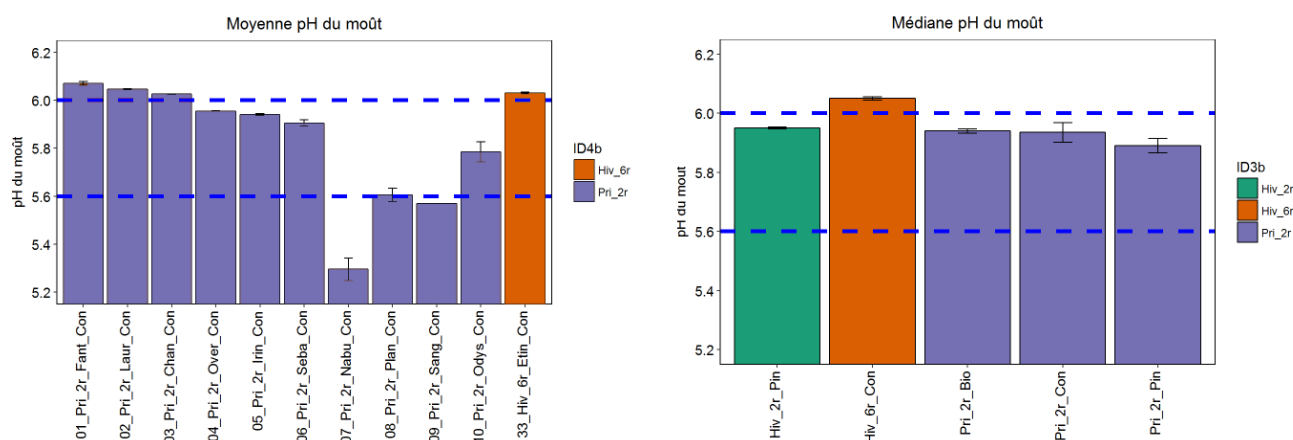 Moyenne pH du moût
6.2
6.0
5.8
5.6
5.4
5.2
pH du moût
01_Pri_2r_Fant_Con
02_Pri_2r_Laur_Con
03_Pri_2r_Chan_Con
04_Pri_2r_Over_Con
05_Pri_2r_Irin_Con
06_Pri_2r_Seba_Con
07_Pri_2r_Nabu_Con
08_Pri_2r_Plan_Con
09_Pri_2r_Sang_Con
10_Pri_2r_Odys_Con
33_Hiv_6r_Etin_Con
ID4b
Hiv_6r
Pri_2r
Médiane pH du moût
6.2
6.0
5.8
5.6
5.4
5.2
pH du mout
Hiv_2r_Pin
Hiv_6r_Con
Pri_2r_Bio
Pri_2r_Con
Pri_2r_Pin
ID3b
Hiv_2r
Hiv_6r
Pri_2r